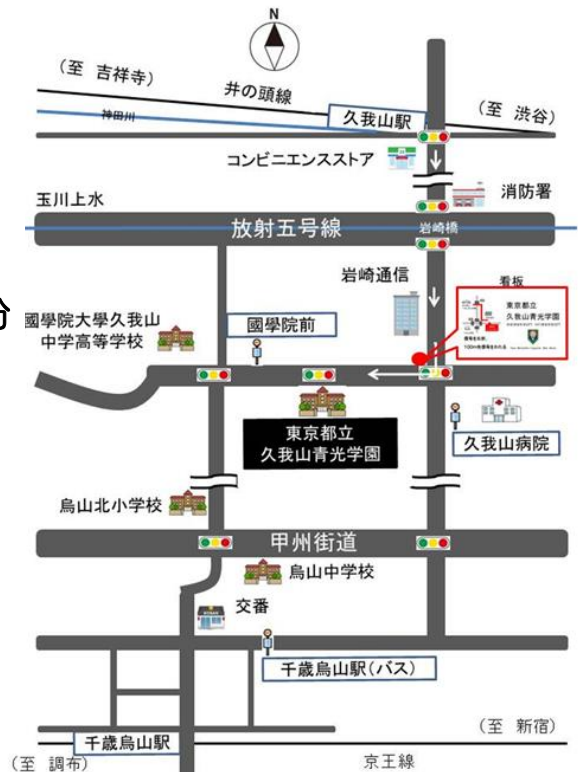 N
(至 吉祥寺)
井の頭線
神田川
久我山駅
(至 渋谷)
コンビニエンスストア
消防署
玉川上水
放射五号線
岩崎橋
岩崎通信
看板
東京都立
久我山青光学園
分
國學院大學久我山
中学高等学校
國學院前
東京都立
久我山青光学園
久我山病院
烏山北小学校
甲州街道
烏山中学校
交番
千歳烏山駅(バス)
千歳烏山駅
(至 新宿)
(至 調布)
京王線